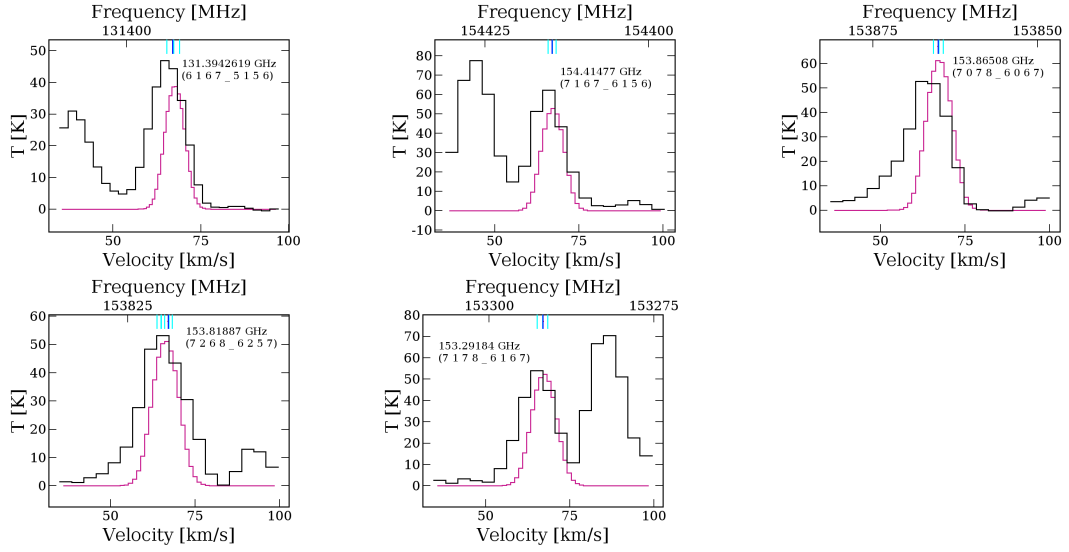 Frequency [MHz]
131400
50
40
30
20
10
0
T [K]
131.3942619 GHz
(6 1 6 7 _ 5 1 5 6)
50
75
100
Velocity [km/s]
Frequency [MHz]
154425
154400
80
70
60
50
40
30
20
10
0
-10
T [K]
154.41477 GHz
(7 1 6 7 _ 6 1 5 6)
50
75
100
Velocity [km/s]
Frequency [MHz]
153875
153850
60
50
40
30
20
10
0
T [K]
153.86508 GHz
(7 0 7 8 _ 6 0 6 7)
50
75
100
Velocity [km/s]
Frequency [MHz]
153825
60
50
40
30
20
10
0
T [K]
153.81887 GHz
(7 2 6 8 _ 6 2 5 7)
50
75
100
Velocity [km/s]
Frequency [MHz]
153300
153275
80
70
60
50
40
30
20
10
0
T [K]
153.29184 GHz
(7 1 7 8 _ 6 1 6 7)
50
75
100
Velocity [km/s]